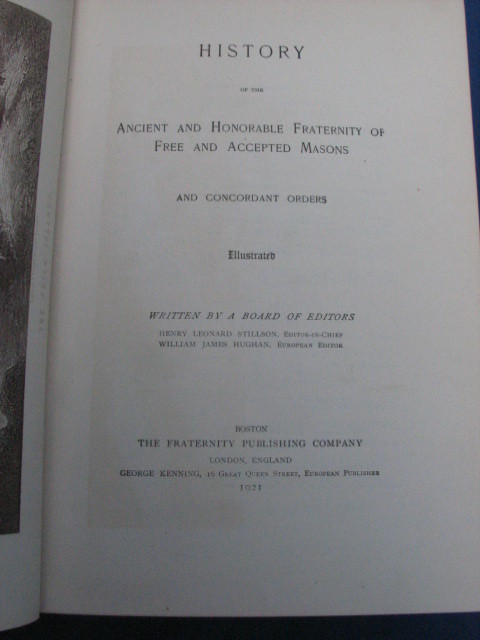 HISTORY
OF THE
ANCIENT AND HONORABLE FRATERNITY OF
FREE AND ACCEPTED MASONS
AND CONCORDANT ORDERS
Illustrated
WRITTEN BY A BOARD OF EDITORS
HENRY LEONARD STILLSON, EDITOR-IN-CHIEF
WILLIAM JAMES HUGHAN, EUROPEAN EDITOR
BOSTON
THE FRATERNITY PUBLISHING COMPANY
LONDON, ENGLAND
GEORGE KENNING, 16 GREAT QUEEN STREET, EUROPEAN PUBLISHER
1921